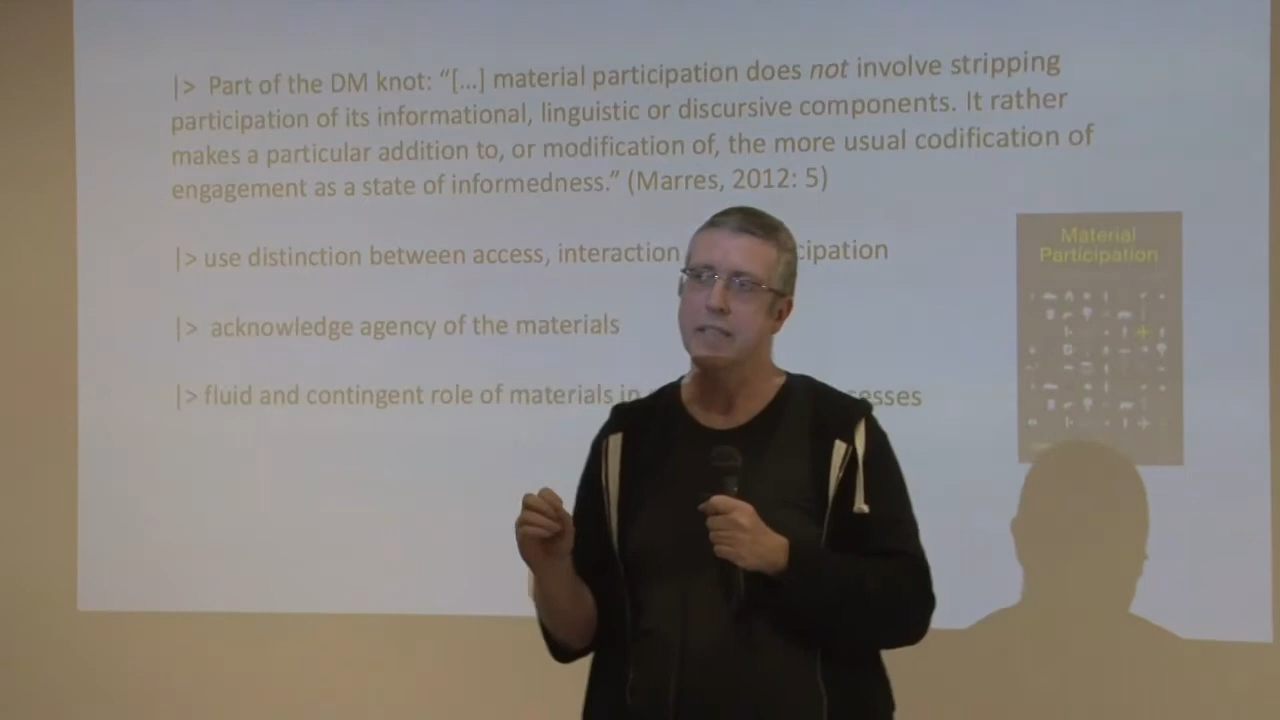 |> Part of the DM knot: “[...] material participation does not involve stripping
participation of its informational, linguistic or discursive components. It rather
makes a particular addition to, or modification of, the more usual codification of
engagement as a state of informedness.” (Marres, 2012: 5)
|> use distinction between access, interaction cipation
|> acknowledge agency of the materials
|> fluid and contingent role of materials in esses
Material
Participation